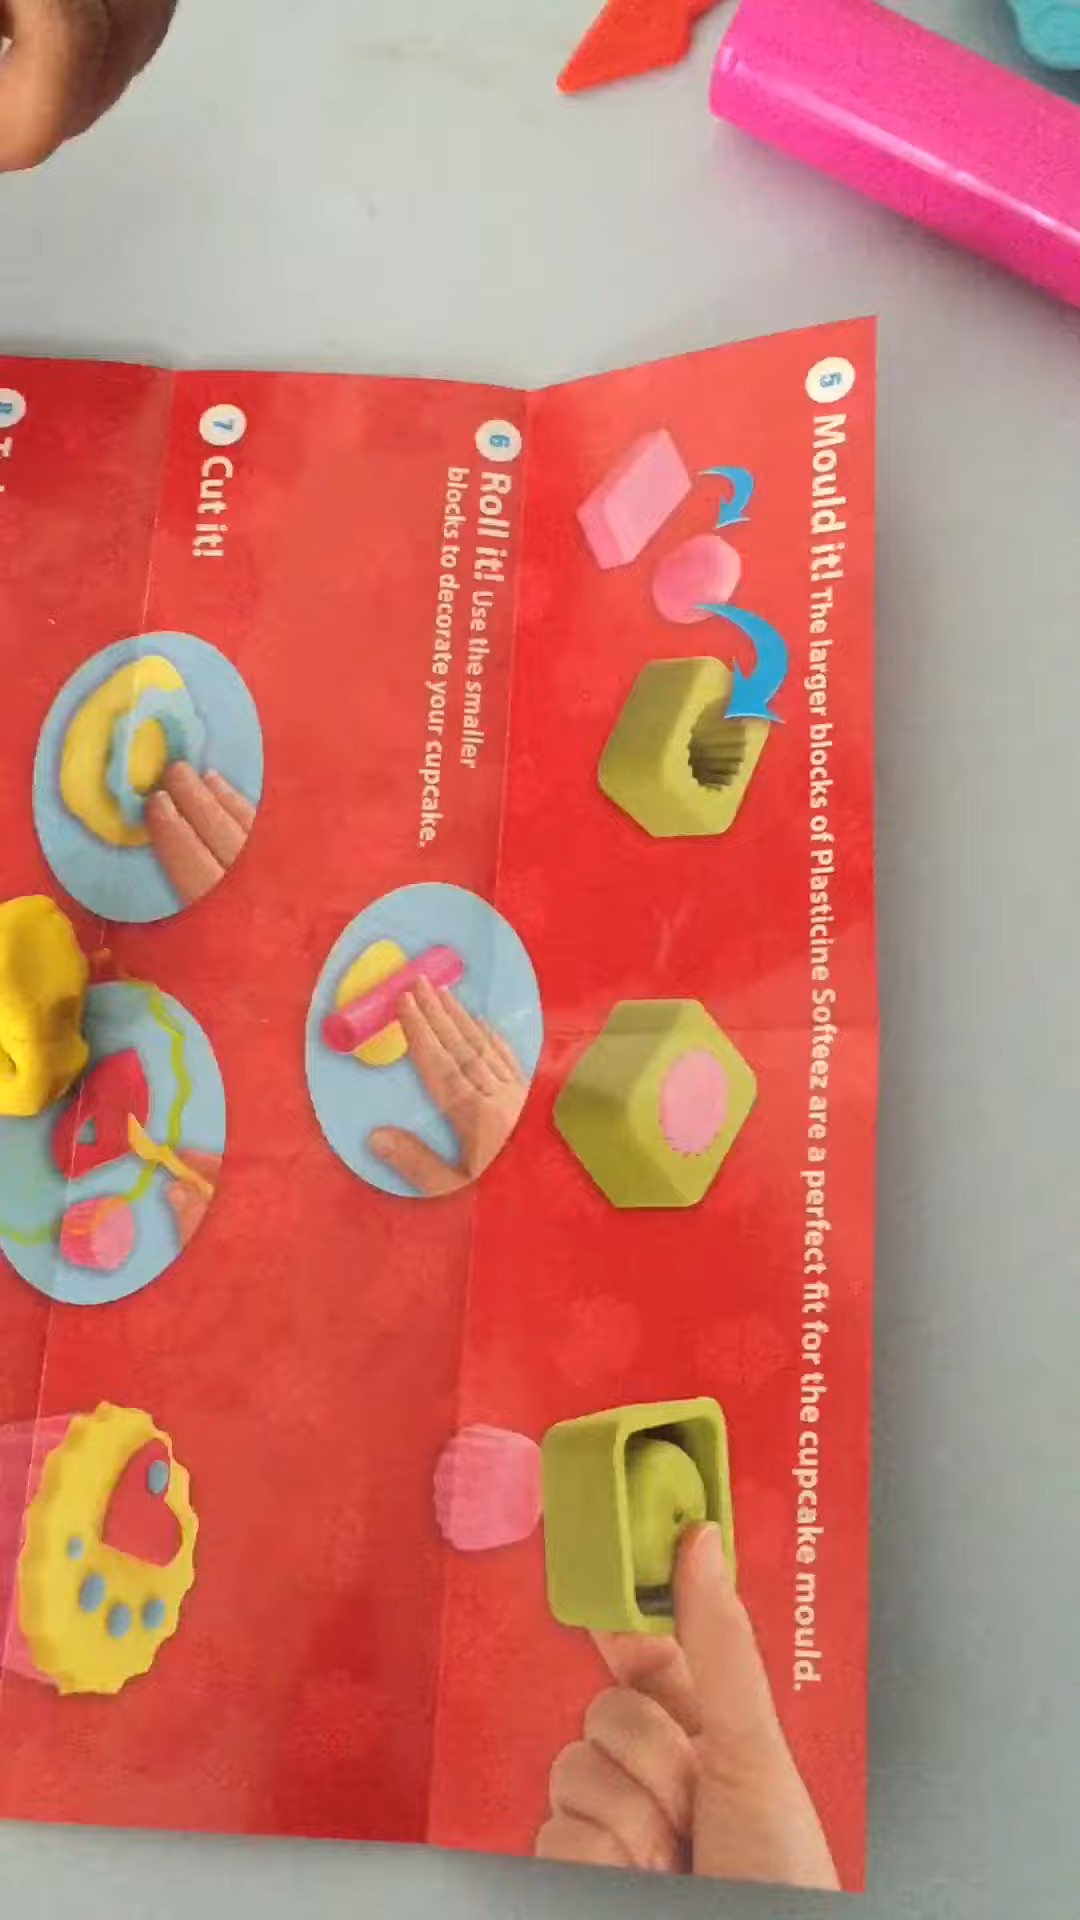 5 Mould it! The larger blocks of Plasticine Softeez are a perfect fit for the cupcake mould.
6 Roll it! Use the smaller
blocks to decorate your cupcake.
7 Cut it!
8